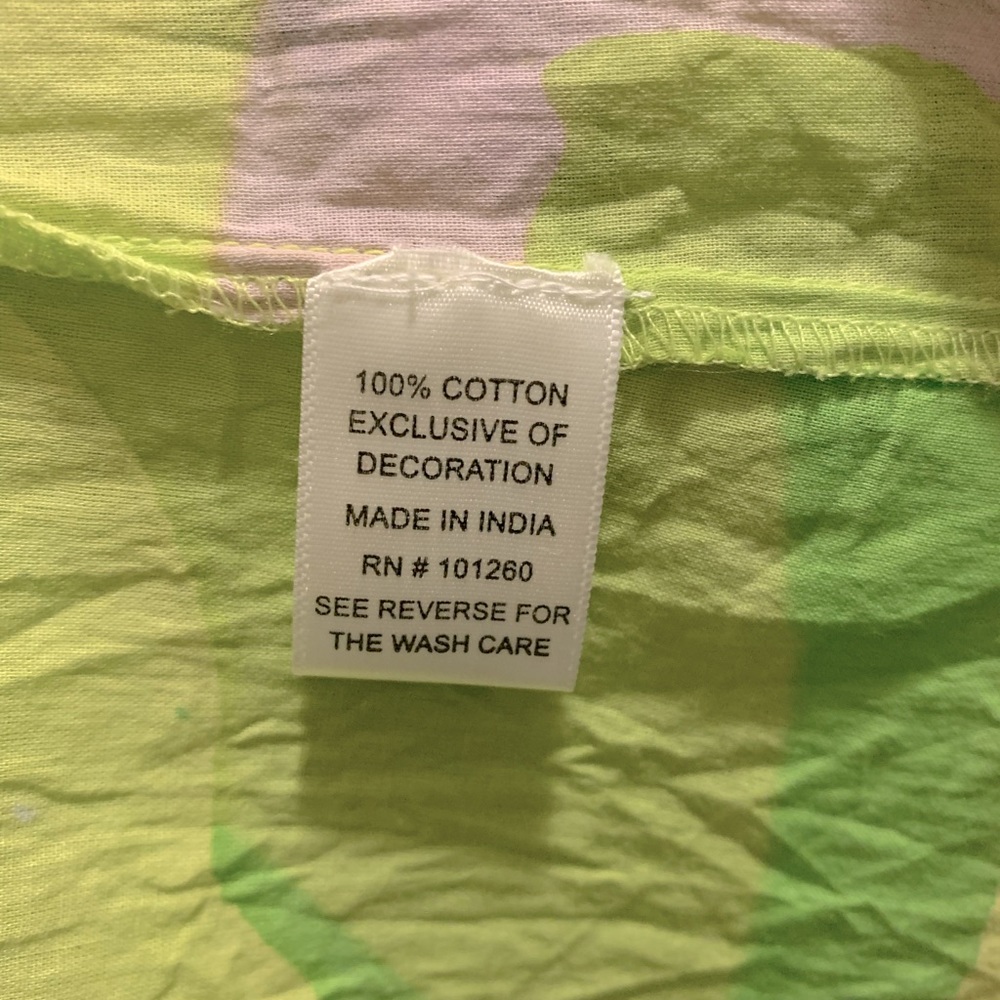 100% COTTON
EXCLUSIVE OF
DECORATION
MADE IN INDIA
RN # 101260
SEE REVERSE FOR
THE WASH CARE